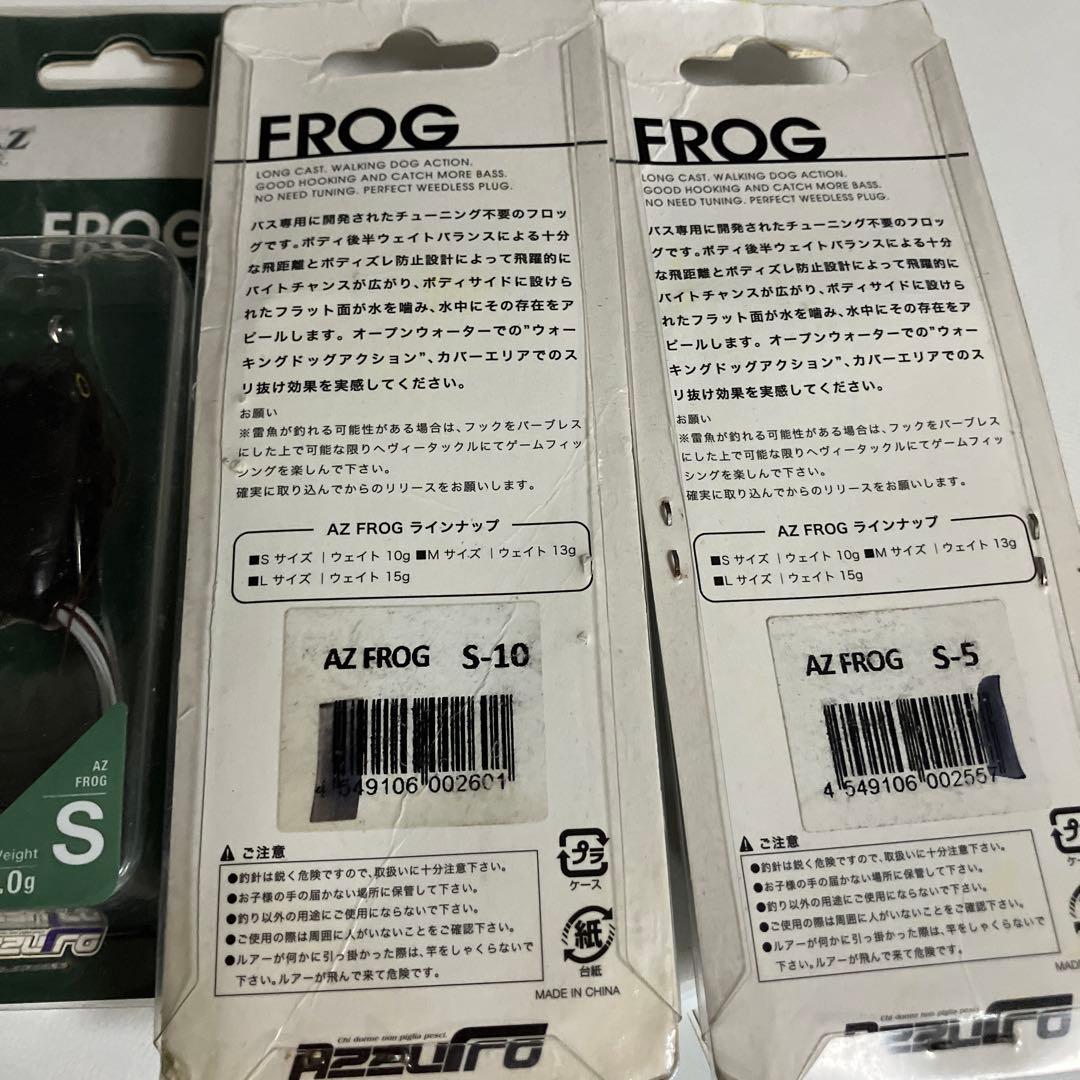 AZ
FROG
AZ
FROG
S
Weight
.0g
AZZURRO
FROG
LONG CAST. WALKING DOG ACTION.
GOOD HOOKING AND CATCH MORE BASS.
NO NEED TUNING. PERFECT WEEDLESS PLUG.
バス専用に開発されたチューニング不要のフロッ
グです。ボディ後半ウェイトバランスによる十分
な飛距離とボディズレ防止設計によって飛躍的に
バイトチャンスが広がり、ボディサイドに設けら
れたフラット面が水を噛み、水中にその存在をア
ピールします。オープンウォーターでの"ウォー
キングドッグアクション"、カバーエリアでのス
リ抜け効果を実感してください。
お願い
※雷魚が釣れる可能性がある場合は、フックをバーブレス
にした上で可能な限りヘヴィータックルにてゲームフィッ
シングを楽しんで下さい。
確実に取り込んでからのリリースをお願いします。
AZ FROG ラインナップ
■Sサイズ | ウェイト 10g ■Mサイズ | ウェイト 13g
■Lサイズ | ウェイト 15g
AZ FROG S-10
4 549106 002601
ご注意
●釣針は鋭く危険ですので、取扱いに十分注意下さい。
●お子様の手の届かない場所に保管して下さい。
●釣り以外の用途にご使用にならないで下さい。
●ご使用の際は周囲に人がいないことをご確認下さい。
●ルアーが何かに引っ掛かった際は、竿をしゃくらないで
下さい。ルアーが飛んで来て危険です。
プラ
ケース
紙
台紙
MADE IN CHINA
Chi dorme non piglia pesci.
AZZURRO
FROG
LONG CAST. WALKING DOG ACTION.
GOOD HOOKING AND CATCH MORE BASS.
NO NEED TUNING. PERFECT WEEDLESS PLUG.
バス専用に開発されたチューニング不要のフロッ
グです。ボディ後半ウェイトバランスによる十分
な飛距離とボディズレ防止設計によって飛躍的に
バイトチャンスが広がり、ボディサイドに設けら
れたフラット面が水を噛み、水中にその存在をア
ピールします。オープンウォーターでの"ウォー
キングドッグアクション"、カバーエリアでのス
リ抜け効果を実感してください。
お願い
※雷魚が釣れる可能性がある場合は、フックをバーブレス
にした上で可能な限りヘヴィータックルにてゲームフィッ
シングを楽しんで下さい。
確実に取り込んでからのリリースをお願いします。
AZ FROG ラインナップ
■Sサイズ | ウェイト 10g ■Mサイズ | ウェイト 13g
■Lサイズ | ウェイト 15g
AZ FROG S-5
4 549106 002557
ご注意
●釣針は鋭く危険ですので、取扱いに十分注意下さい。
●お子様の手の届かない場所に保管して下さい。
●釣り以外の用途にご使用にならないで下さい。
●ご使用の際は周囲に人がいないことをご確認下さい。
●ルアーが何かに引っ掛かった際は、竿をしゃくらないで
下さい。ルアーが飛んで来て危険です。
MAD
Chi dorme non piglia pesci.
AZZURRO